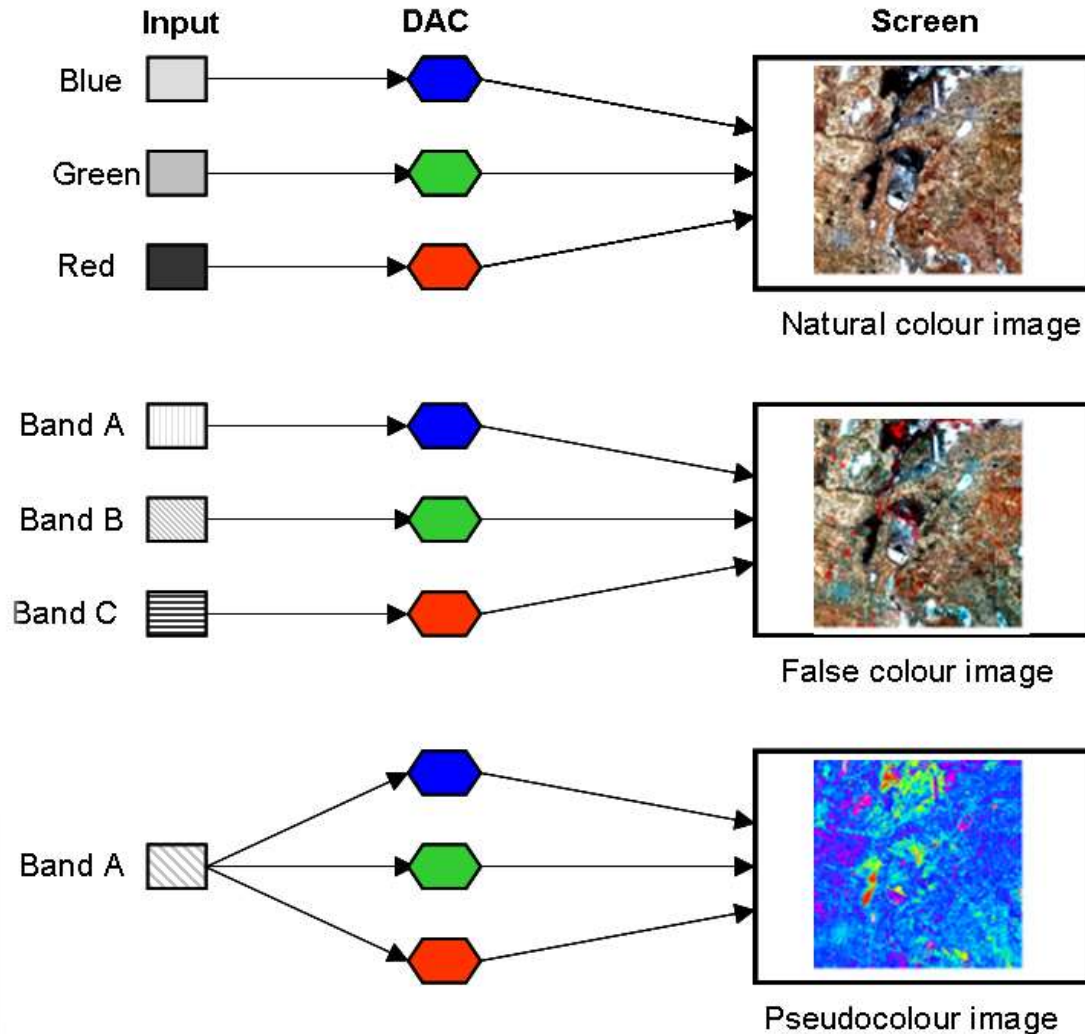 Input DAC Screen
Blue
Green
Red
Natural colour image
Band A
Band B
Band C
False colour image
Band A
Pseudocolour image